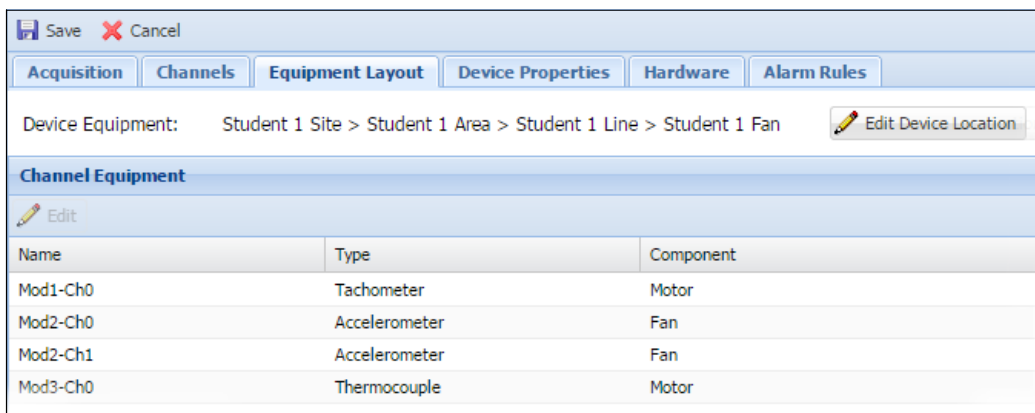 Save Cancel
Acquisition Channels Equipment Layout Device Properties Hardware Alarm Rules
Device Equipment: Student 1 Site > Student 1 Area > Student 1 Line > Student 1 Fan Edit Device Location
Channel Equipment
Edit
Name Type Component
Mod1-Ch0 Tachometer Motor
Mod2-Ch0 Accelerometer Fan
Mod2-Ch1 Accelerometer Fan
Mod3-Ch0 Thermocouple Motor